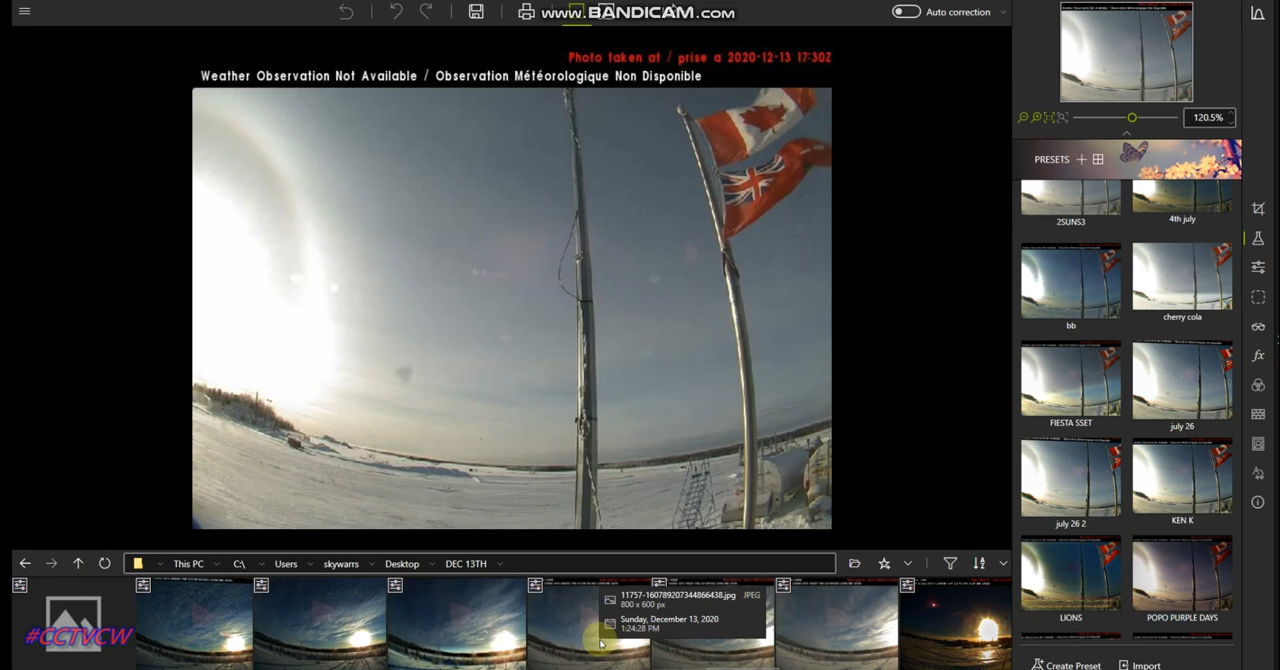 www.BANDICAM.com
Auto correction
Photo taken at / prise a 2020-12-13 17:30Z
Weather Observation Not Available / Observation Météorologique Non Disponible
120.5%
PRESETS
2SUNS3
4th july
bb
cherry cola
FIESTA SSET
july 26
july 26 2
KEN K
LIONS
POPO PURPLE DAYS
This PC
C:\
Users
skywarrs
Desktop
DEC 13TH
11757-1607892073448664​38.jpg JPEG
800 x 600 px
Sunday, December 13, 2020
1:24:28 PM
#CCTVCW
Create Preset
Import